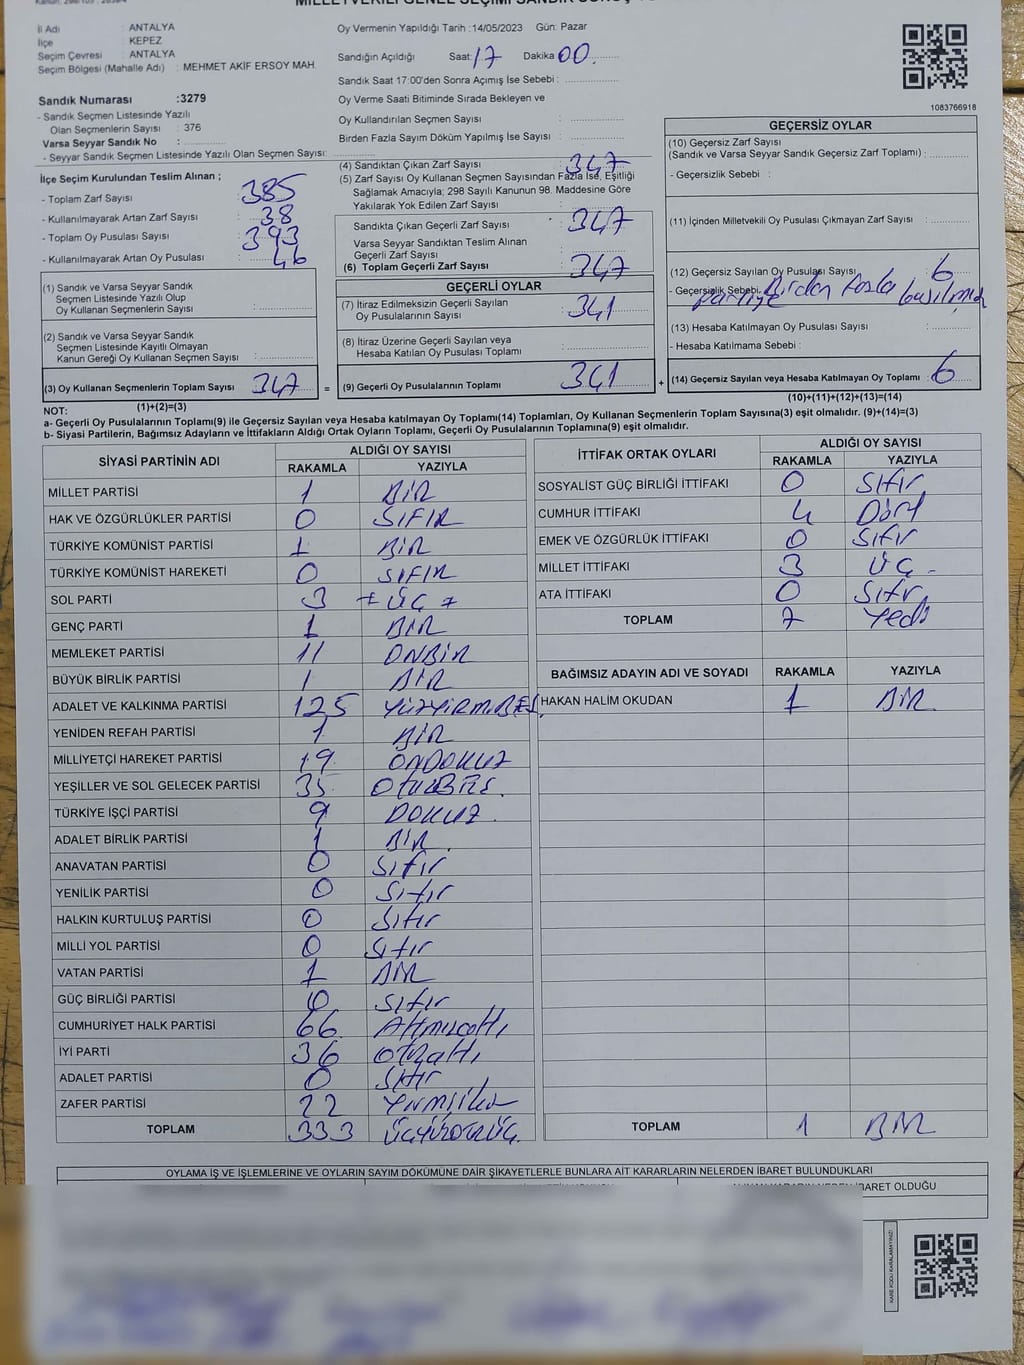 İl Adı : ANTALYA
İlçe : KEPEZ
Seçim Çevresi : ANTALYA
Seçim Bölgesi (Mahalle Adı) : MEHMET AKİF ERSOY MAH.
Sandık Numarası :3279
- Sandık Seçmen Listesinde Yazılı
Olan Seçmenlerin Sayısı : 376
Varsa Seyyar Sandık No :
- Seyyar Sandık Seçmen Listesinde Yazılı Olan Seçmen Sayısı:
İlçe Seçim Kurulundan Teslim Alınan ;
- Toplam Zarf Sayısı : 385
- Kullanılmayarak Artan Zarf Sayısı : 38
- Toplam Oy Pusulası Sayısı : 393
- Kullanılmayarak Artan Oy Pusulası : 46
Oy Vermenin Yapıldığı Tarih :14/05/2023 Gün: Pazar
Sandığın Açıldığı Saat: 17 Dakika 00
Sandık Saat 17:00'den Sonra Açımış İse Sebebi :
Oy Verme Saati Bitiminde Sırada Bekleyen ve
Oy Kullandırılan Seçmen Sayısı :
Birden Fazla Sayım Döküm Yapılmış İse Sayısı :
(4) Sandıktan Çıkan Zarf Sayısı : 347
(5) Zarf Sayısı Oy Kullanan Seçmen Sayısından Fazla İse, Eşitliği
Sağlamak Amacıyla; 298 Sayılı Kanunun 98. Maddesine Göre
Yakılarak Yok Edilen Zarf Sayısı :
Sandıkta Çıkan Geçerli Zarf Sayısı : 347
Varsa Seyyar Sandıktan Teslim Alınan
Geçerli Zarf Sayısı :
(6) Toplam Geçerli Zarf Sayısı : 347
1083766918
GEÇERSİZ OYLAR
(10) Geçersiz Zarf Sayısı
(Sandık ve Varsa Seyyar Sandık Geçersiz Zarf Toplamı) :
- Geçersizlik Sebebi :
(11) İçinden Milletvekili Oy Pusulası Çıkmayan Zarf Sayısı :
(12) Geçersiz Sayılan Oy Pusulası Sayısı : 6
- Geçersizlik Sebebi: Birden fazla
partiye basılmış
(13) Hesaba Katılmayan Oy Pusulası Sayısı :
- Hesaba Katılmama Sebebi :
(1) Sandık ve Varsa Seyyar Sandık
Seçmen Listesinde Yazılı Olup
Oy Kullanan Seçmenlerin Sayısı :
(2) Sandık ve Varsa Seyyar Sandık
Seçmen Listesinde Kayıtlı Olmayan
Kanun Gereği Oy Kullanan Seçmen Sayısı :
GEÇERLİ OYLAR
(7) İtiraz Edilmeksizin Geçerli Sayılan
Oy Pusulalarının Sayısı : 341
(8) İtiraz Üzerine Geçerli Sayılan veya
Hesaba Katılan Oy Pusulası Toplamı :
(3) Oy Kullanan Seçmenlerin Toplam Sayısı 347 = (9) Geçerli Oy Pusulalarının Toplamı : 341 + (14) Geçersiz Sayılan veya Hesaba Katılmayan Oy Toplamı : 6
(1)+(2)=(3) (10)+(11)+(12)+(13)=(14)
NOT:
a- Geçerli Oy Pusulalarının Toplamı(9) ile Geçersiz Sayılan veya Hesaba katılmayan Oy Toplamı(14) Toplamları, Oy Kullanan Seçmenlerin Toplam Sayısına(3) eşit olmalıdır. (9)+(14)=(3)
b- Siyasi Partilerin, Bağımsız Adayların ve İttifakların Aldığı Ortak Oyların Toplamı, Geçerli Oy Pusulalarının Toplamına(9) eşit olmalıdır.
SİYASİ PARTİNİN ADI ALDIĞI OY SAYISI
RAKAMLA YAZIYLA
MİLLET PARTİSİ 1 BİR
HAK VE ÖZGÜRLÜKLER PARTİSİ 0 SIFIR
TÜRKİYE KOMÜNİST PARTİSİ 1 BİR
TÜRKİYE KOMÜNİST HAREKETİ 0 SIFIR
SOL PARTİ 3 ÜÇ
GENÇ PARTİ 1 BİR
MEMLEKET PARTİSİ 11 ONBİR
BÜYÜK BİRLİK PARTİSİ 1 BİR
ADALET VE KALKINMA PARTİSİ 125 YÜZYİRMİBEŞ
YENİDEN REFAH PARTİSİ 1 BİR
MİLLİYETÇİ HAREKET PARTİSİ 19 ONDOKUZ
YEŞİLLER VE SOL GELECEK PARTİSİ 35 OTUZBEŞ
TÜRKİYE İŞÇİ PARTİSİ 9 DOKUZ
ADALET BİRLİK PARTİSİ 1 BİR
ANAVATAN PARTİSİ 0 Sıfır
YENİLİK PARTİSİ 0 Sıfır
HALKIN KURTULUŞ PARTİSİ 0 Sıfır
MİLLİ YOL PARTİSİ 0 Sıfır
VATAN PARTİSİ 1 BİR
GÜÇ BİRLİĞİ PARTİSİ 0 Sıfır
CUMHURİYET HALK PARTİSİ 66 Altmışaltı
İYİ PARTİ 36 Otuzaltı
ADALET PARTİSİ 0 Sıfır
ZAFER PARTİSİ 22 Yirmiiki
TOPLAM 333 üçyüzotuzüç
İTTİFAK ORTAK OYLARI ALDIĞI OY SAYISI
RAKAMLA YAZIYLA
SOSYALİST GÜÇ BİRLİĞİ İTTİFAKI 0 Sıfır
CUMHUR İTTİFAKI 4 Dört
EMEK VE ÖZGÜRLÜK İTTİFAKI 0 Sıfır
MİLLET İTTİFAKI 3 Üç
ATA İTTİFAKI 0 Sıfır
TOPLAM 7 Yedi
BAĞIMSIZ ADAYIN ADI VE SOYADI RAKAMLA YAZIYLA
HAKAN HALİM OKUDAN 1 BİR
TOPLAM 1 BİR
OYLAMA İŞ VE İŞLEMLERİNE VE OYLARIN SAYIM DÖKÜMÜNE DAİR ŞİKAYETLERLE BUNLARA AİT KARARLARIN NELERDEN İBARET BULUNDUKLARI
İBARET OLDUĞU
KARE KODU KARALAMAYINIZ!